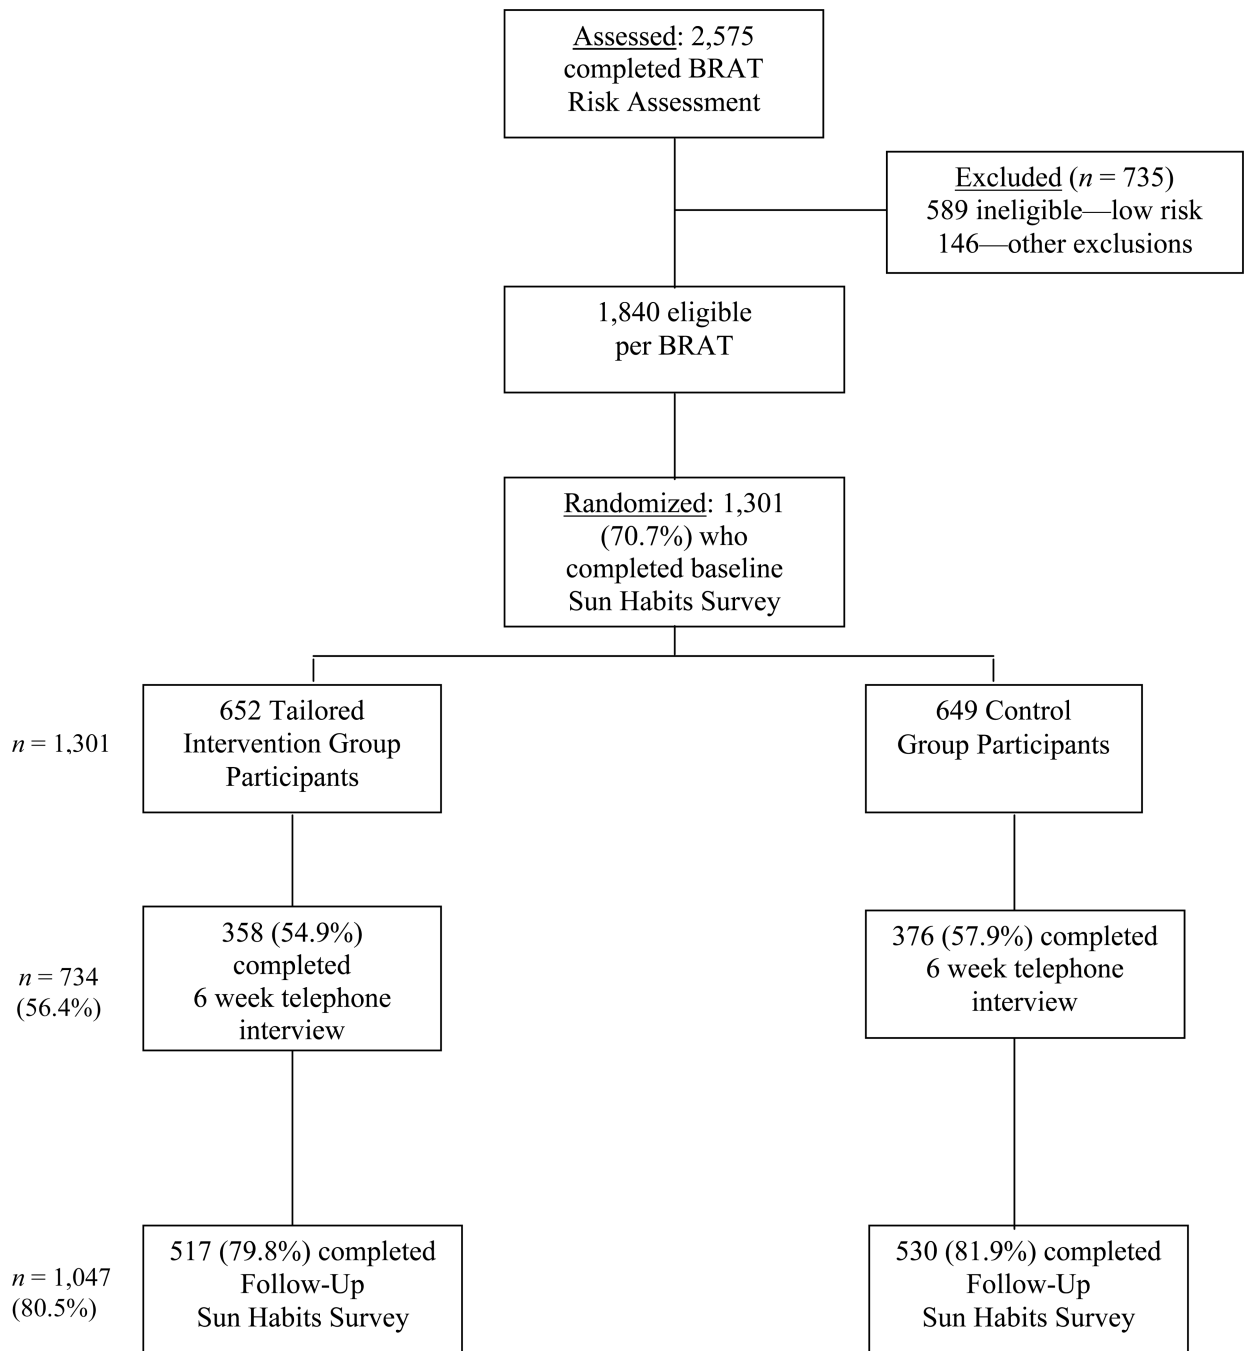 Assessed: 2,575
completed BRAT
Risk Assessment
Excluded (n = 735)
589 ineligible—low risk
146—other exclusions
1,840 eligible
per BRAT
Randomized: 1,301
(70.7%) who
completed baseline
Sun Habits Survey
n = 1,301
652 Tailored
Intervention Group
Participants
649 Control
Group Participants
n = 734
(56.4%)
358 (54.9%)
completed
6 week telephone
interview
376 (57.9%) completed
6 week telephone
interview
n = 1,047
(80.5%)
517 (79.8%) completed
Follow-Up
Sun Habits Survey
530 (81.9%) completed
Follow-Up
Sun Habits Survey